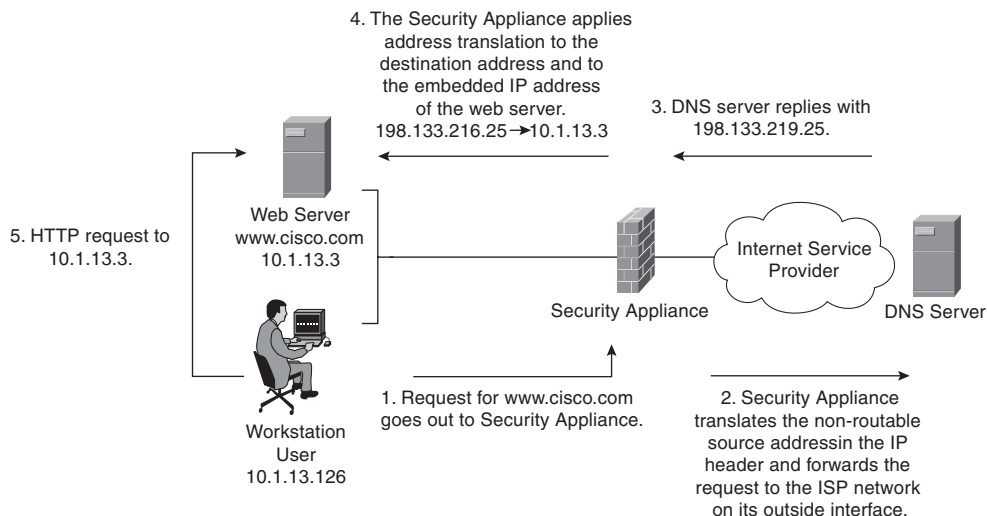 4. The Security Appliance applies
address translation to the
destination address and to
the embedded IP address
of the web server.
198.133.216.25→10.1.13.3
3. DNS server replies with
198.133.219.25.
5. HTTP request to
10.1.13.3.
Web Server
www.cisco.com
10.1.13.3
Internet Service
Provider
Security Appliance
DNS Server
Workstation
User
10.1.13.126
1. Request for www.cisco.com
goes out to Security Appliance.
2. Security Appliance
translates the non-routable
source addressin the IP
header and forwards the
request to the ISP network
on its outside interface.